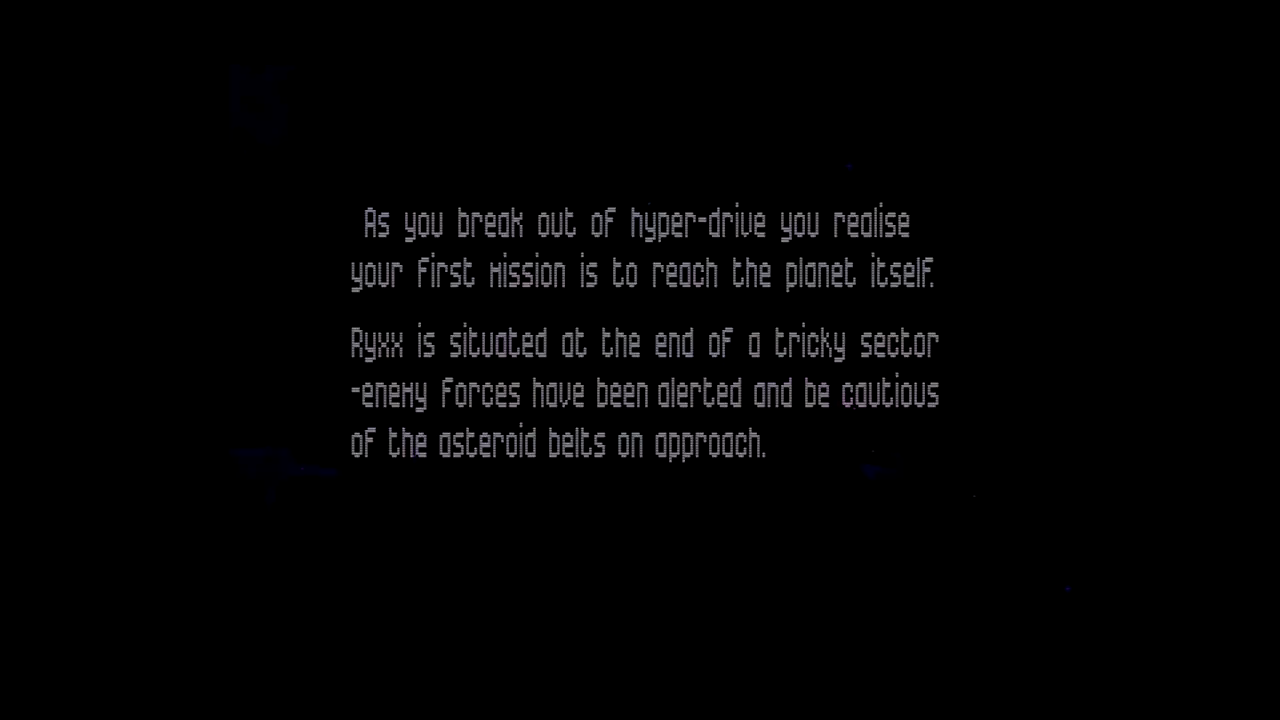 As you break out of hyper-drive you realise
your first mission is to reach the planet itself.
Ryxx is situated at the end of a tricky sector
-enemy forces have been alerted and be cautious
of the asteroid belts on approach.